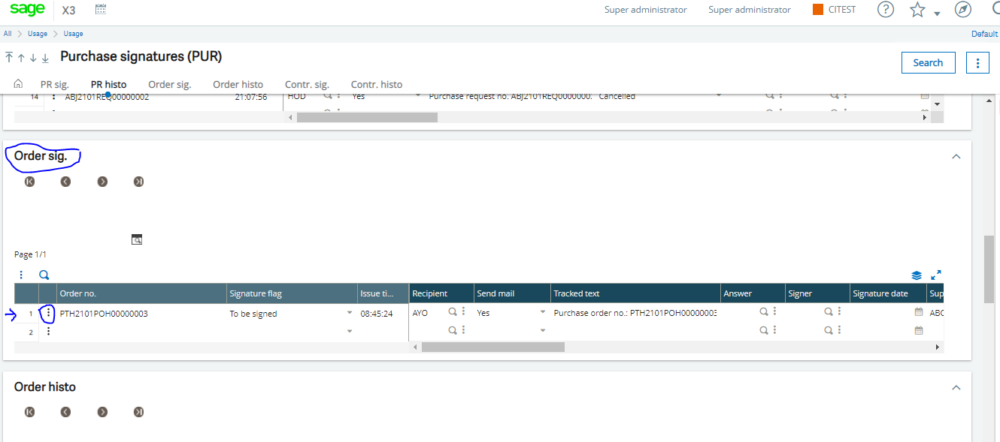 sage X3 Super administrator Super administrator CITEST ?
All > Usage > Usage Default
Purchase signatures (PUR) Search
PR sig. PR histo Order sig. Order histo Contr. sig. Contr. histo
14 ABJ2101REQ00000002 21:07:56 HOD Yes Purchase request no. ABJ2101REQ0000000: Cancelled
Order sig.
Page 1/1
Order no. Signature flag Issue ti... Recipient Send mail Tracked text Answer Signer Signature date Sup
1 PTH2101POH00000003 To be signed 08:45:24 AYO Yes Purchase order no.: PTH2101POH00000003 ABC
2
Order histo